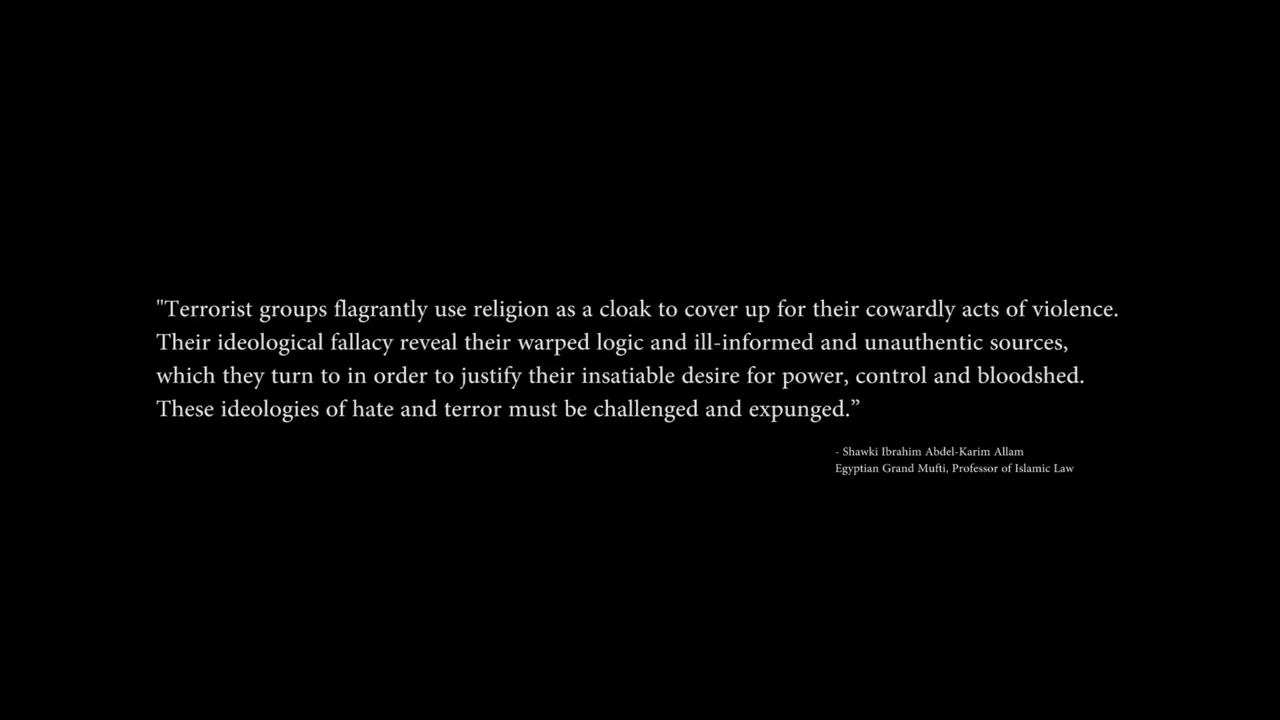 "Terrorist groups flagrantly use religion as a cloak to cover up for their cowardly acts of violence.
Their ideological fallacy reveal their warped logic and ill-informed and unauthentic sources,
which they turn to in order to justify their insatiable desire for power, control and bloodshed.
These ideologies of hate and terror must be challenged and expunged.”
- Shawki Ibrahim Abdel-Karim Allam
Egyptian Grand Mufti, Professor of Islamic Law